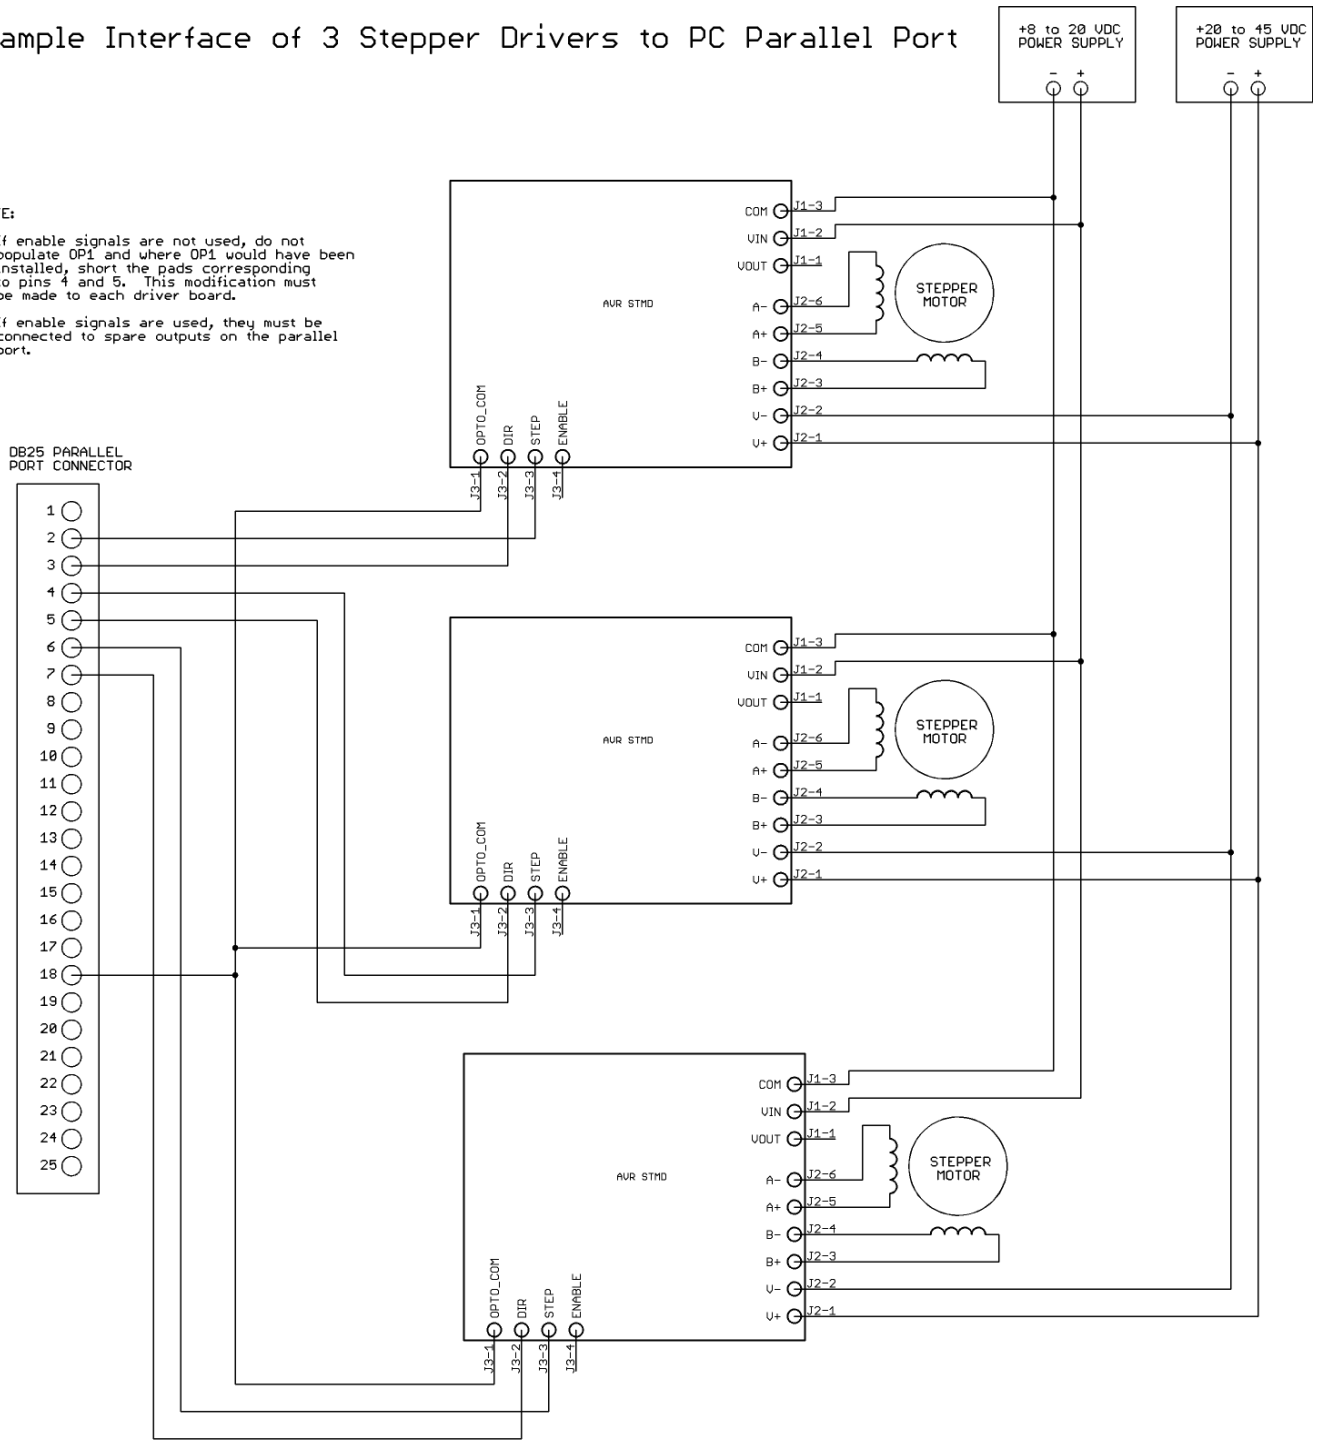 ample Interface of 3 Stepper Drivers to PC Parallel Port
+8 to 20 VDC
POWER SUPPLY
- +
+20 to 45 VDC
POWER SUPPLY
- +
TE:
f enable signals are not used, do not
populate OP1 and where OP1 would have been
nstalled, short the pads corresponding
o pins 4 and 5. This modification must
be made to each driver board.
f enable signals are used, they must be
connected to spare outputs on the parallel
port.
AVR STMD
COM J1-3
VIN J1-2
VOUT J1-1
A- J2-6
A+ J2-5
B- J2-4
B+ J2-3
V- J2-2
V+ J2-1
STEPPER
MOTOR
OPTO_COM
DIR
STEP
ENABLE
J3-1
J3-2
J3-3
J3-4
DB25 PARALLEL
PORT CONNECTOR
1
2
3
4
5
6
7
8
9
10
11
12
13
14
15
16
17
18
19
20
21
22
23
24
25
AVR STMD
COM J1-3
VIN J1-2
VOUT J1-1
A- J2-6
A+ J2-5
B- J2-4
B+ J2-3
V- J2-2
V+ J2-1
STEPPER
MOTOR
OPTO_COM
DIR
STEP
ENABLE
J3-1
J3-2
J3-3
J3-4
AVR STMD
COM J1-3
VIN J1-2
VOUT J1-1
A- J2-6
A+ J2-5
B- J2-4
B+ J2-3
V- J2-2
V+ J2-1
STEPPER
MOTOR
OPTO_COM
DIR
STEP
ENABLE
J3-1
J3-2
J3-3
J3-4